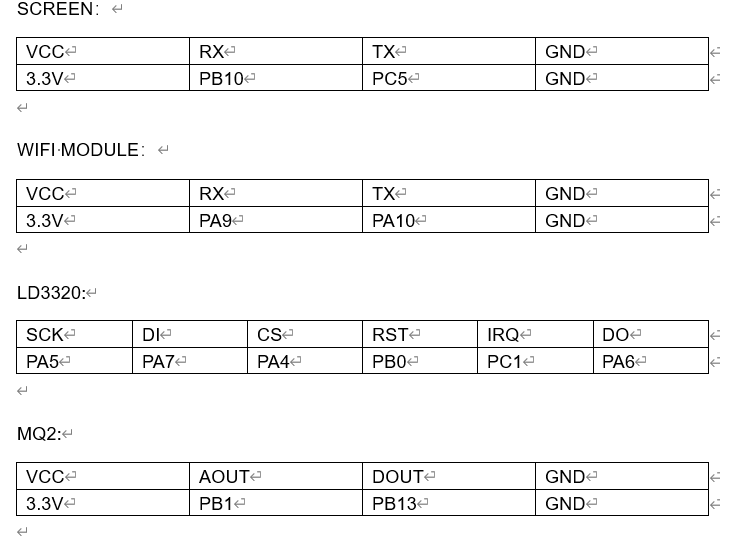 SCREEN:
VCC RX TX GND
3.3V PB10 PC5 GND
WIFI MODULE:
VCC RX TX GND
3.3V PA9 PA10 GND
LD3320:
SCK DI CS RST IRQ DO
PA5 PA7 PA4 PB0 PC1 PA6
MQ2:
VCC AOUT DOUT GND
3.3V PB1 PB13 GND